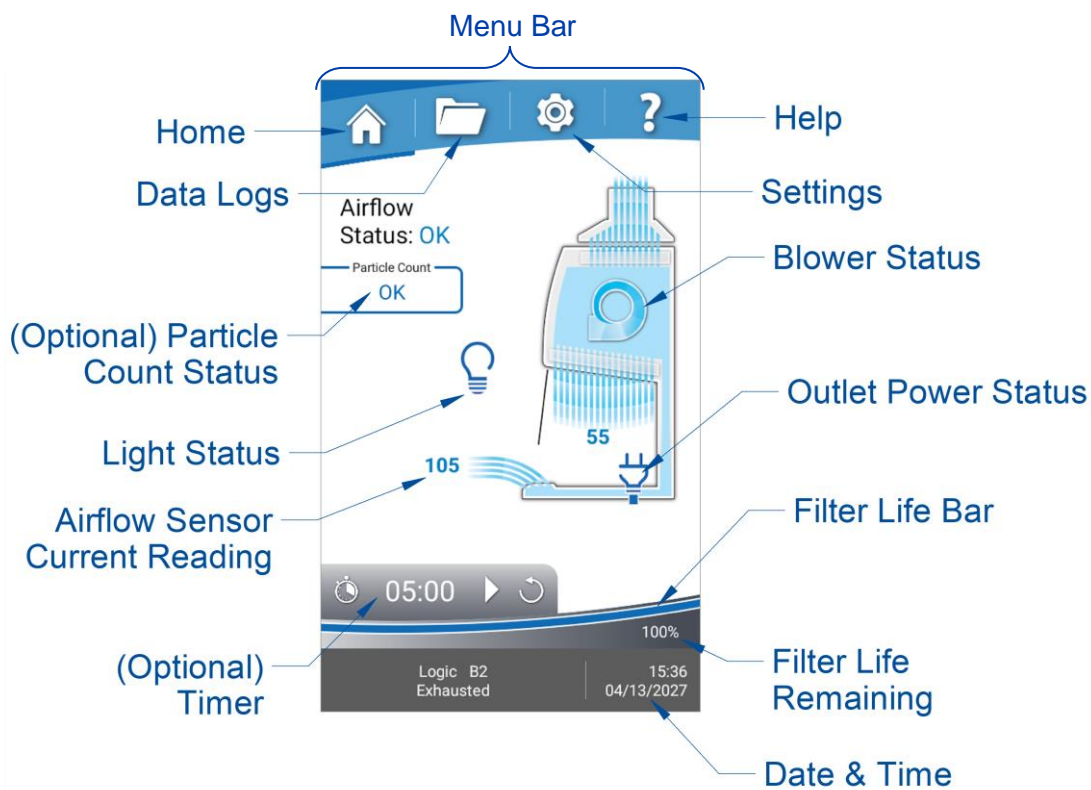 Menu Bar
Home
Help
Data Logs
Settings
Airflow
Status: OK
Particle Count
OK
Blower Status
(Optional) Particle
Count Status
Outlet Power Status
55
Light Status
105
Airflow Sensor
Current Reading
Filter Life Bar
05:00
100%
(Optional)
Timer
Filter Life
Remaining
Logic B2
Exhausted
15:36
04/13/2027
Date & Time